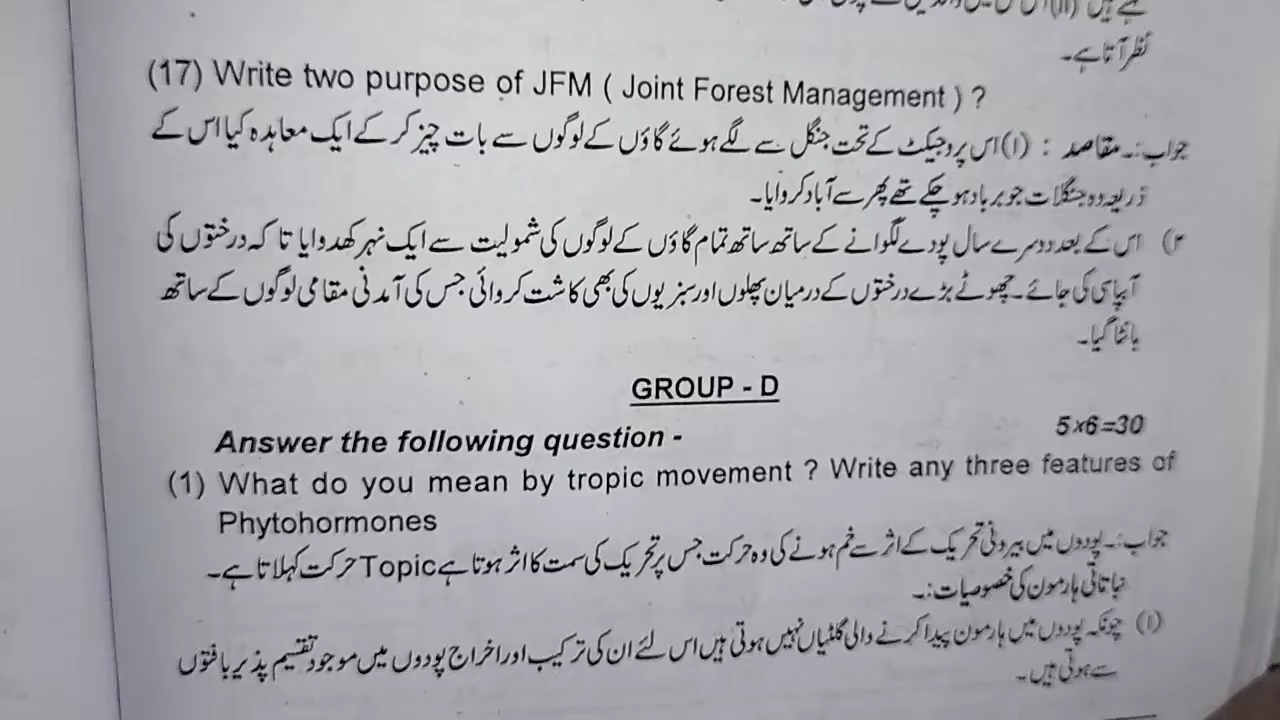 نظر آتا ہے۔
(17) Write two purpose of JFM ( Joint Forest Management ) ?
جواب:۔ مقاصد : (۱) اس پروجیکٹ کے تحت جنگل سے لگے ہوئے گاؤں کے لوگوں سے بات چیز کر کے ایک معاہدہ کیا اس کے
ذریعہ وہ جنگلات جو برباد ہو چکے تھے پھر سے آباد کروایا۔
۲) اس کے بعد دوسرے سال پودے لگوانے کے ساتھ ساتھ تمام گاؤں کے لوگوں کی شمولیت سے ایک نہر کھدوایا تا کہ درختوں کی
آبپاسی کی جائے۔ چھوٹے بڑے درختوں کے درمیان پھلوں اور سبزیوں کی بھی کاشت کروائی جس کی آمدنی مقامی لوگوں کے ساتھ
بانٹا گیا۔
GROUP - D
Answer the following question - 5×6=30
(1) What do you mean by tropic movement ? Write any three features of
Phytohormones
جواب:۔ پودوں میں بیرونی تحریک کے اثر سے خم ہونے کی وہ حرکت جس پر تحریک کی سمت کا اثر ہوتا ہے Topic حرکت کہلاتا ہے۔
نباتاتی ہارمون کی خصوصیات:۔
(۱) چونکہ پودوں میں ہارمون پیدا کرنے والی گلٹیاں نہیں ہوتی ہیں اس لئے ان کی ترکیب اور اخراج پودوں میں موجود تقسیم پذیر بافتوں
سے ہوتی ہیں۔